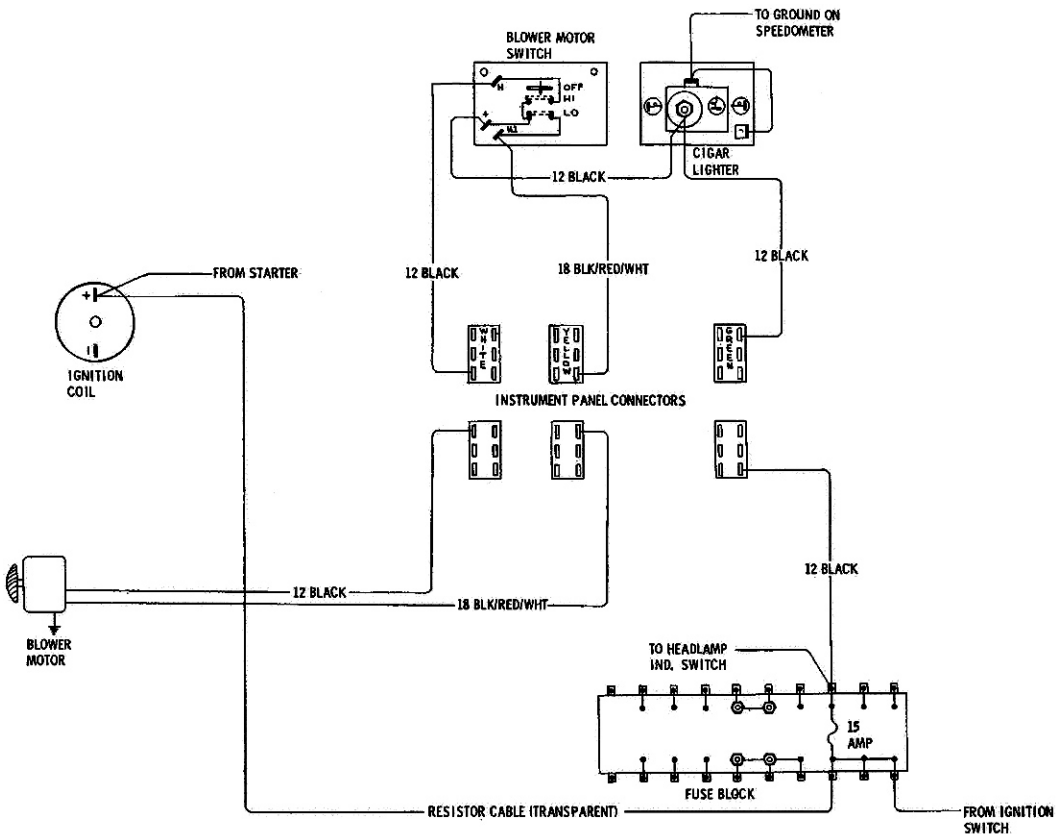 TO GROUND ON
SPEEDOMETER
BLOWER MOTOR
SWITCH
H
OFF
HI
LO
+
H1
CIGAR
LIGHTER
12 BLACK
12 BLACK
18 BLK/RED/WHT
12 BLACK
FROM STARTER
+
IGNITION
COIL
WHITE
YELLOW
GREEN
INSTRUMENT PANEL CONNECTORS
12 BLACK
12 BLACK
18 BLK/RED/WHT
BLOWER
MOTOR
TO HEADLAMP
IND. SWITCH
15
AMP
FUSE BLOCK
RESISTOR CABLE (TRANSPARENT)
FROM IGNITION
SWITCH